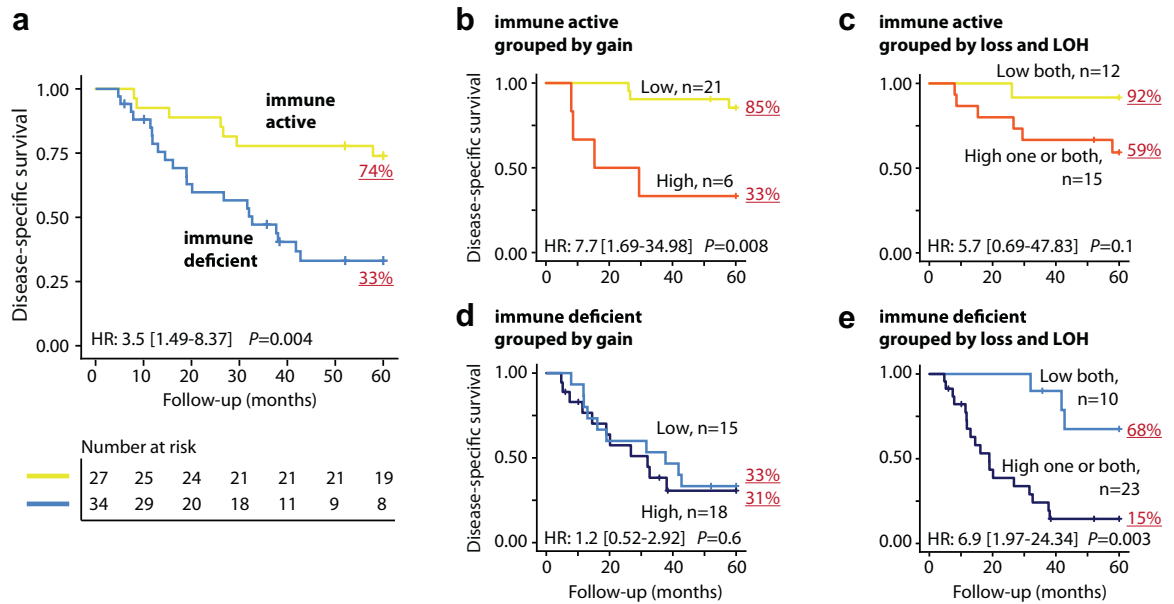 a
Disease-specific survival
1.00
0.75
0.50
0.25
0.00
immune
active
74%
immune
deficient
33%
HR: 3.5 [1.49-8.37] P=0.004
0 10 20 30 40 50 60
Follow-up (months)
Number at risk
27 25 24 21 21 21 19
34 29 20 18 11 9 8
b immune active
grouped by gain
Disease-specific survival
1.00
0.50
0.00
Low, n=21
85%
High, n=6
33%
HR: 7.7 [1.69-34.98] P=0.008
0 20 40 60
c immune active
grouped by loss and LOH
1.00
0.50
0.00
Low both, n=12
92%
59%
High one or both,
n=15
HR: 5.7 [0.69-47.83] P=0.1
0 20 40 60
d immune deficient
grouped by gain
Disease-specific survival
1.00
0.50
0.00
Low, n=15
33%
31%
High, n=18
HR: 1.2 [0.52-2.92] P=0.6
0 20 40 60
Follow-up (months)
e immune deficient
grouped by loss and LOH
1.00
0.50
0.00
Low both,
n=10
68%
High one or both,
n=23
15%
HR: 6.9 [1.97-24.34] P=0.003
0 20 40 60
Follow-up (months)